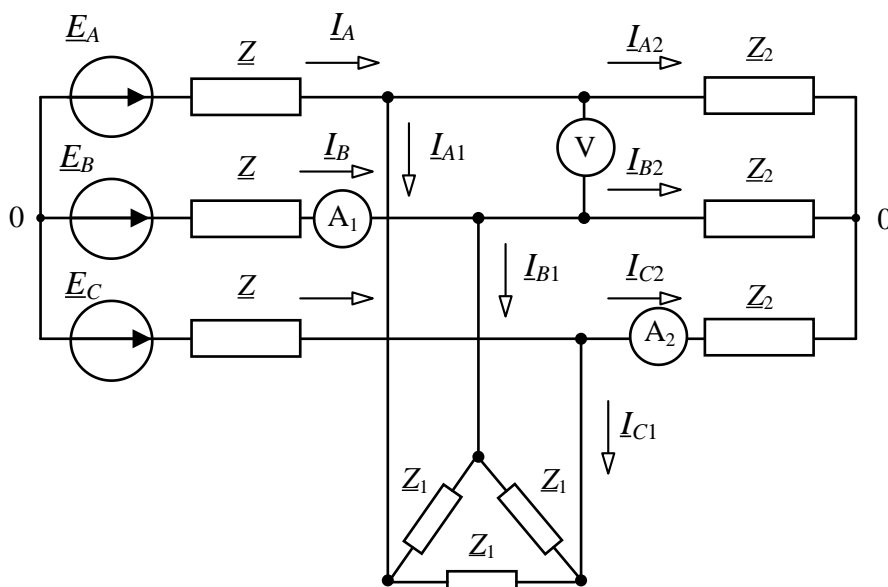 E_A Z I_A I_A2 Z_2
E_B Z I_B I_A1 V I_B2 Z_2
0 A_1 0
E_C Z I_B1 I_C2 Z_2
A_2
I_C1
Z_1 Z_1
Z_1